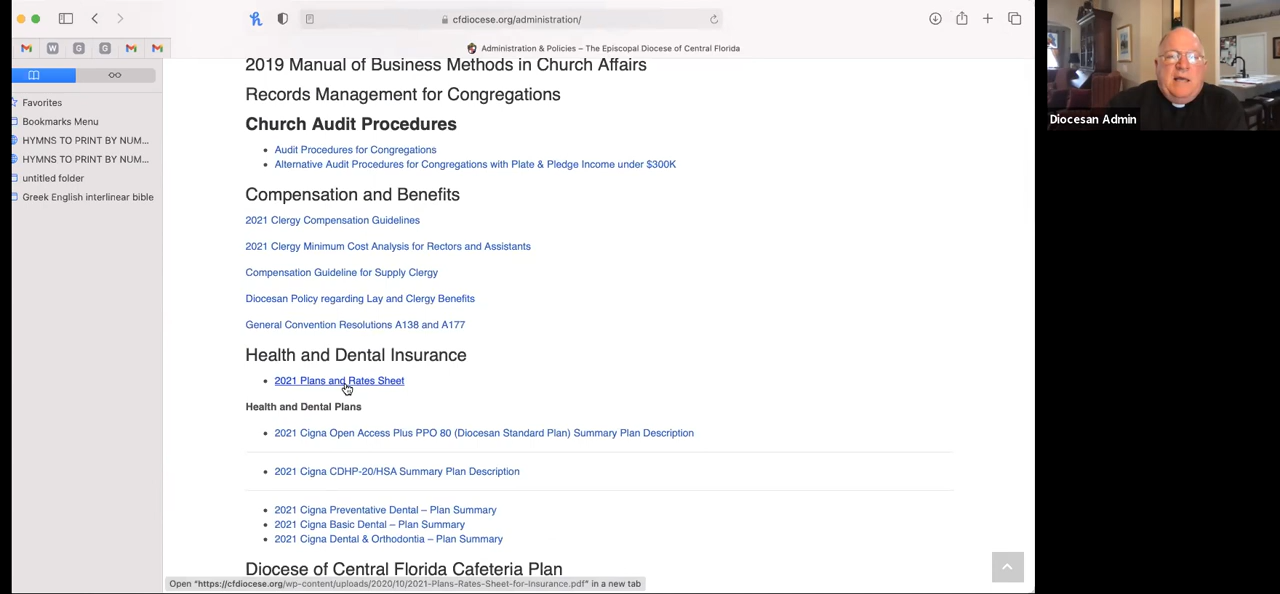 cfdiocese.org/administration/
W
G
G
Administration & Policies – The Episcopal Diocese of Central Florida
Favorites
Bookmarks Menu
HYMNS TO PRINT BY NUM...
HYMNS TO PRINT BY NUM...
untitled folder
Greek English interlinear bible
2019 Manual of Business Methods in Church Affairs
Records Management for Congregations
Church Audit Procedures
Audit Procedures for Congregations
Alternative Audit Procedures for Congregations with Plate & Pledge Income under $300K
Compensation and Benefits
2021 Clergy Compensation Guidelines
2021 Clergy Minimum Cost Analysis for Rectors and Assistants
Compensation Guideline for Supply Clergy
Diocesan Policy regarding Lay and Clergy Benefits
General Convention Resolutions A138 and A177
Health and Dental Insurance
2021 Plans and Rates Sheet
Health and Dental Plans
2021 Cigna Open Access Plus PPO 80 (Diocesan Standard Plan) Summary Plan Description
2021 Cigna CDHP-20/HSA Summary Plan Description
2021 Cigna Preventative Dental – Plan Summary
2021 Cigna Basic Dental – Plan Summary
2021 Cigna Dental & Orthodontia – Plan Summary
Diocese of Central Florida Cafeteria Plan
Open "https://cfdiocese.org/wp-content/uploads/2020/10/2021-Plans-Rates-Sheet-for-insurance.pdf" in a new tab
Diocesan Admin